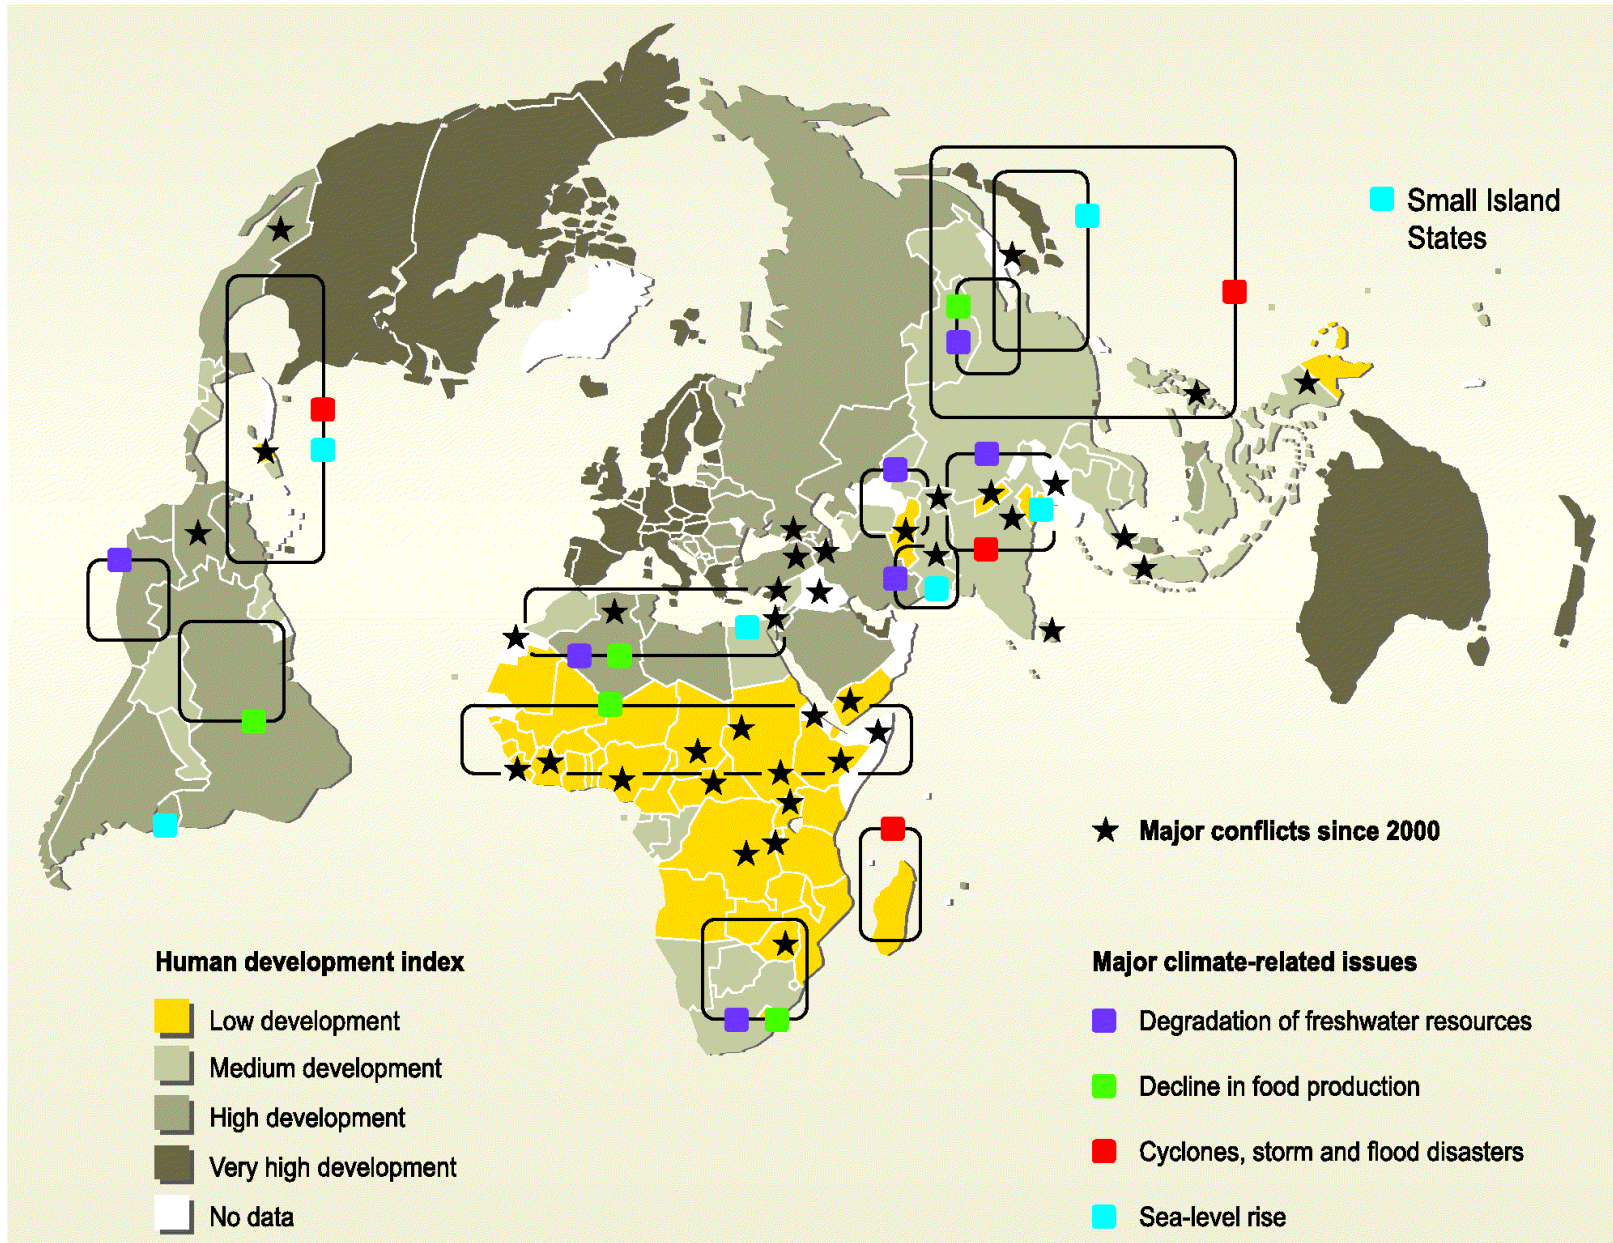 Small Island
States
Major conflicts since 2000
Human development index
Low development
Medium development
High development
Very high development
No data
Major climate-related issues
Degradation of freshwater resources
Decline in food production
Cyclones, storm and flood disasters
Sea-level rise